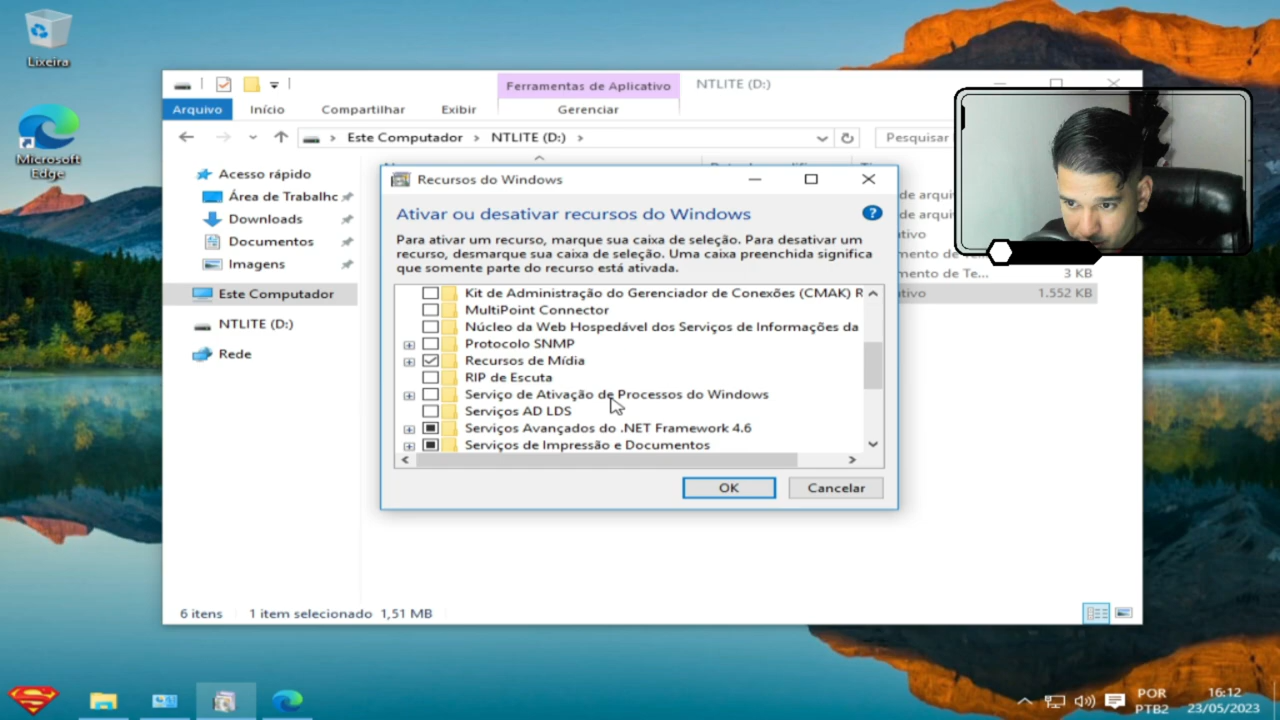 Lixeira
Microsoft
Edge
Ferramentas de Aplicativo
NTLITE (D:)
Arquivo
Início
Compartilhar
Exibir
Gerenciar
Este Computador
NTLITE (D:)
Pesquisar
Acesso rápido
Área de Trabalhc
Downloads
Documentos
Imagens
Este Computador
NTLITE (D:)
Rede
de arqui
de arqui
tivo
mento de Te...
mento de Te...
3 KB
tivo
1.552 KB
Recursos do Windows
Ativar ou desativar recursos do Windows
Para ativar um recurso, marque sua caixa de seleção. Para desativar um
recurso, desmarque sua caixa de seleção. Uma caixa preenchida significa
que somente parte do recurso está ativada.
Kit de Administração do Gerenciador de Conexões (CMAK) R
MultiPoint Connector
Núcleo da Web Hospedável dos Serviços de Informações da
Protocolo SNMP
Recursos de Mídia
RIP de Escuta
Serviço de Ativação de Processos do Windows
Serviços AD LDS
Serviços Avançados do .NET Framework 4.6
Serviços de Impressão e Documentos
OK
Cancelar
6 itens
1 item selecionado 1,51 MB
POR
PTB2
16:12
23/05/2023